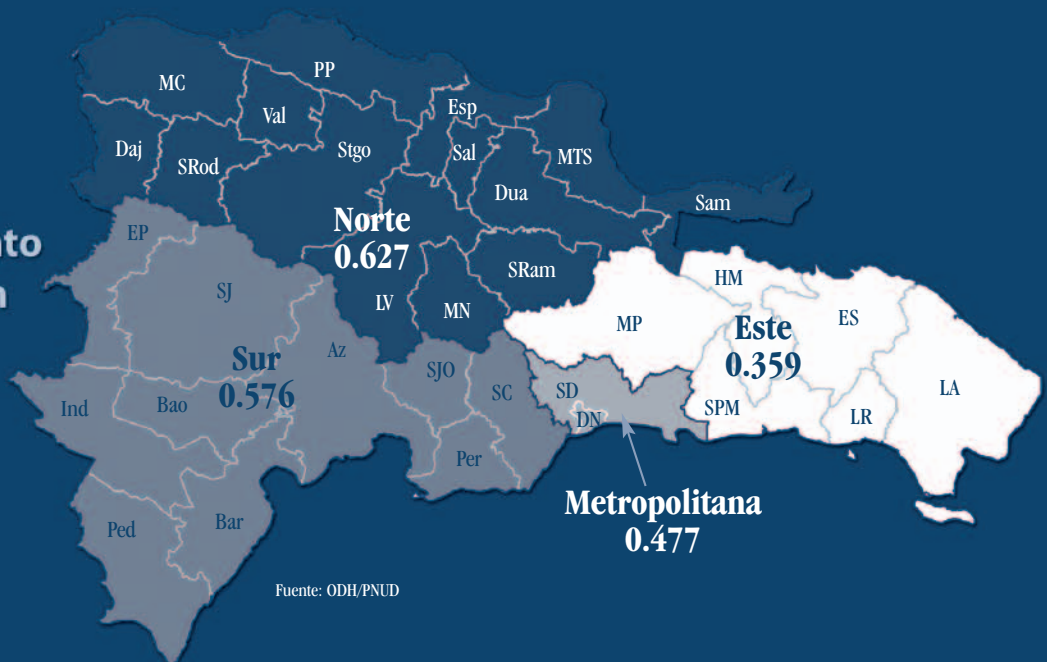 PP
MC
Val
Esp
Daj
SRod
Stgo
Sal
MTS
Dua
Sam
Norte
0.627
EP
SJ
SRam
HM
LV
MN
MP
ES
Este
0.359
Az
Sur
0.576
SJO
SC
SD
DN
SPM
LR
LA
Ind
Bao
Per
Metropolitana
0.477
Ped
Bar
Fuente: ODH/PNUD